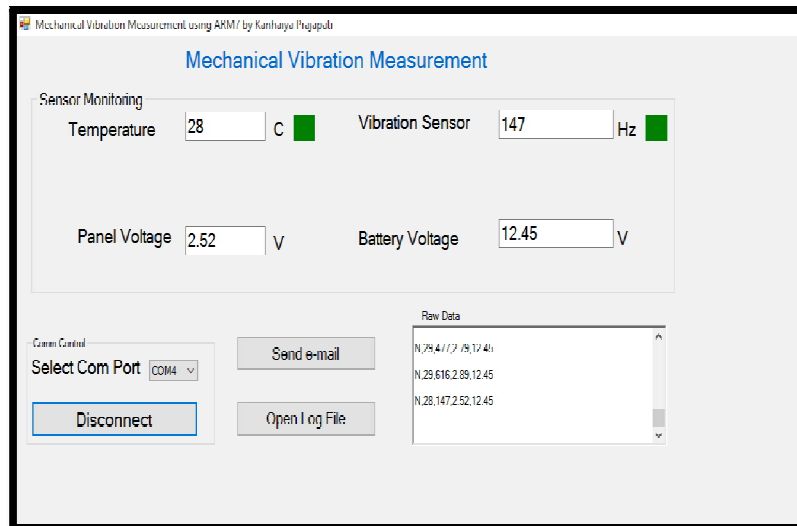 Mechanical Vibration Measurement using ARM7 by Kanhaiya Prajapati
Mechanical Vibration Measurement
Sensor Monitoring
Temperature 28 C Vibration Sensor 147 Hz
Panel Voltage 2.52 V Battery Voltage 12.45 V
Raw Data
N,29,477,2.79,12.45
N,29,616,2.89,12.45
N,28,147,2.52,12.45
Comm Control
Select Com Port COM4
Disconnect
Send e-mail
Open Log File